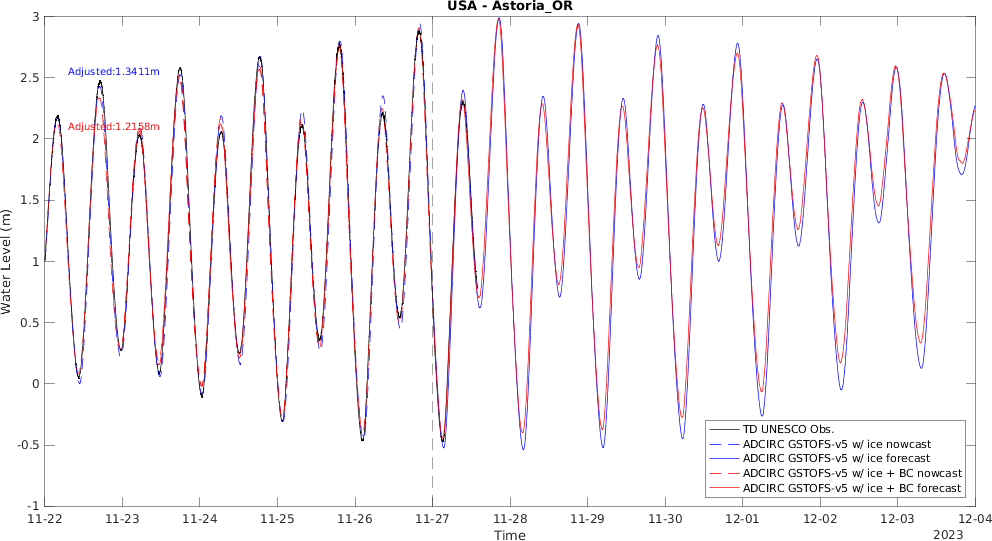 USA - Astoria_OR
3
2.5
2
1.5
1
0.5
0
-0.5
-1
Water Level (m)
Adjusted:1.3411m
Adjusted:1.2158m
TD UNESCO Obs.
ADCIRC GSTOFS-v5 w/ ice nowcast
ADCIRC GSTOFS-v5 w/ ice forecast
ADCIRC GSTOFS-v5 w/ ice + BC nowcast
ADCIRC GSTOFS-v5 w/ ice + BC forecast
11-22 11-23 11-24 11-25 11-26 11-27 11-28 11-29 11-30 12-01 12-02 12-03 12-04
Time
2023